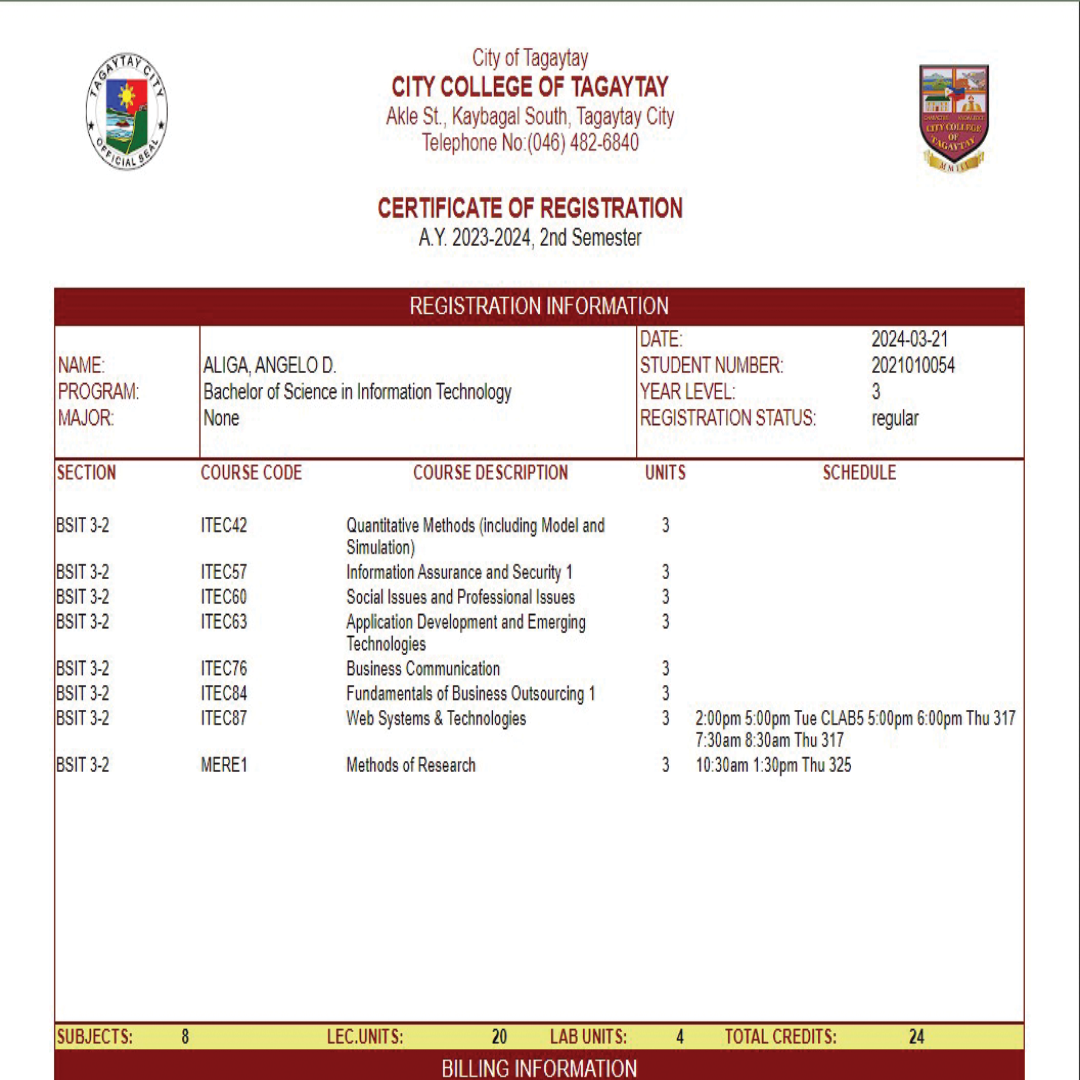 City of Tagaytay
CITY COLLEGE OF TAGAYTAY
Akle St., Kaybagal South, Tagaytay City
Telephone No:(046) 482-6840
TAGAYTAY CITY
OFFICIAL SEAL
CITY COLLEGE
OF
TAGAYTAY
CERTIFICATE OF REGISTRATION
A.Y. 2023-2024, 2nd Semester
REGISTRATION INFORMATION
DATE: 2024-03-21
NAME: ALIGA, ANGELO D. STUDENT NUMBER: 2021010054
PROGRAM: Bachelor of Science in Information Technology YEAR LEVEL: 3
MAJOR: None REGISTRATION STATUS: regular
SECTION COURSE CODE COURSE DESCRIPTION UNITS SCHEDULE
BSIT 3-2 ITEC42 Quantitative Methods (including Model and 3
Simulation)
BSIT 3-2 ITEC57 Information Assurance and Security 1 3
BSIT 3-2 ITEC60 Social Issues and Professional Issues 3
BSIT 3-2 ITEC63 Application Development and Emerging 3
Technologies
BSIT 3-2 ITEC76 Business Communication 3
BSIT 3-2 ITEC84 Fundamentals of Business Outsourcing 1 3
BSIT 3-2 ITEC87 Web Systems & Technologies 3 2:00pm 5:00pm Tue CLAB5 5:00pm 6:00pm Thu 317
7:30am 8:30am Thu 317
BSIT 3-2 MERE1 Methods of Research 3 10:30am 1:30pm Thu 325
SUBJECTS: 8 LEC.UNITS: 20 LAB UNITS: 4 TOTAL CREDITS: 24
BILLING INFORMATION